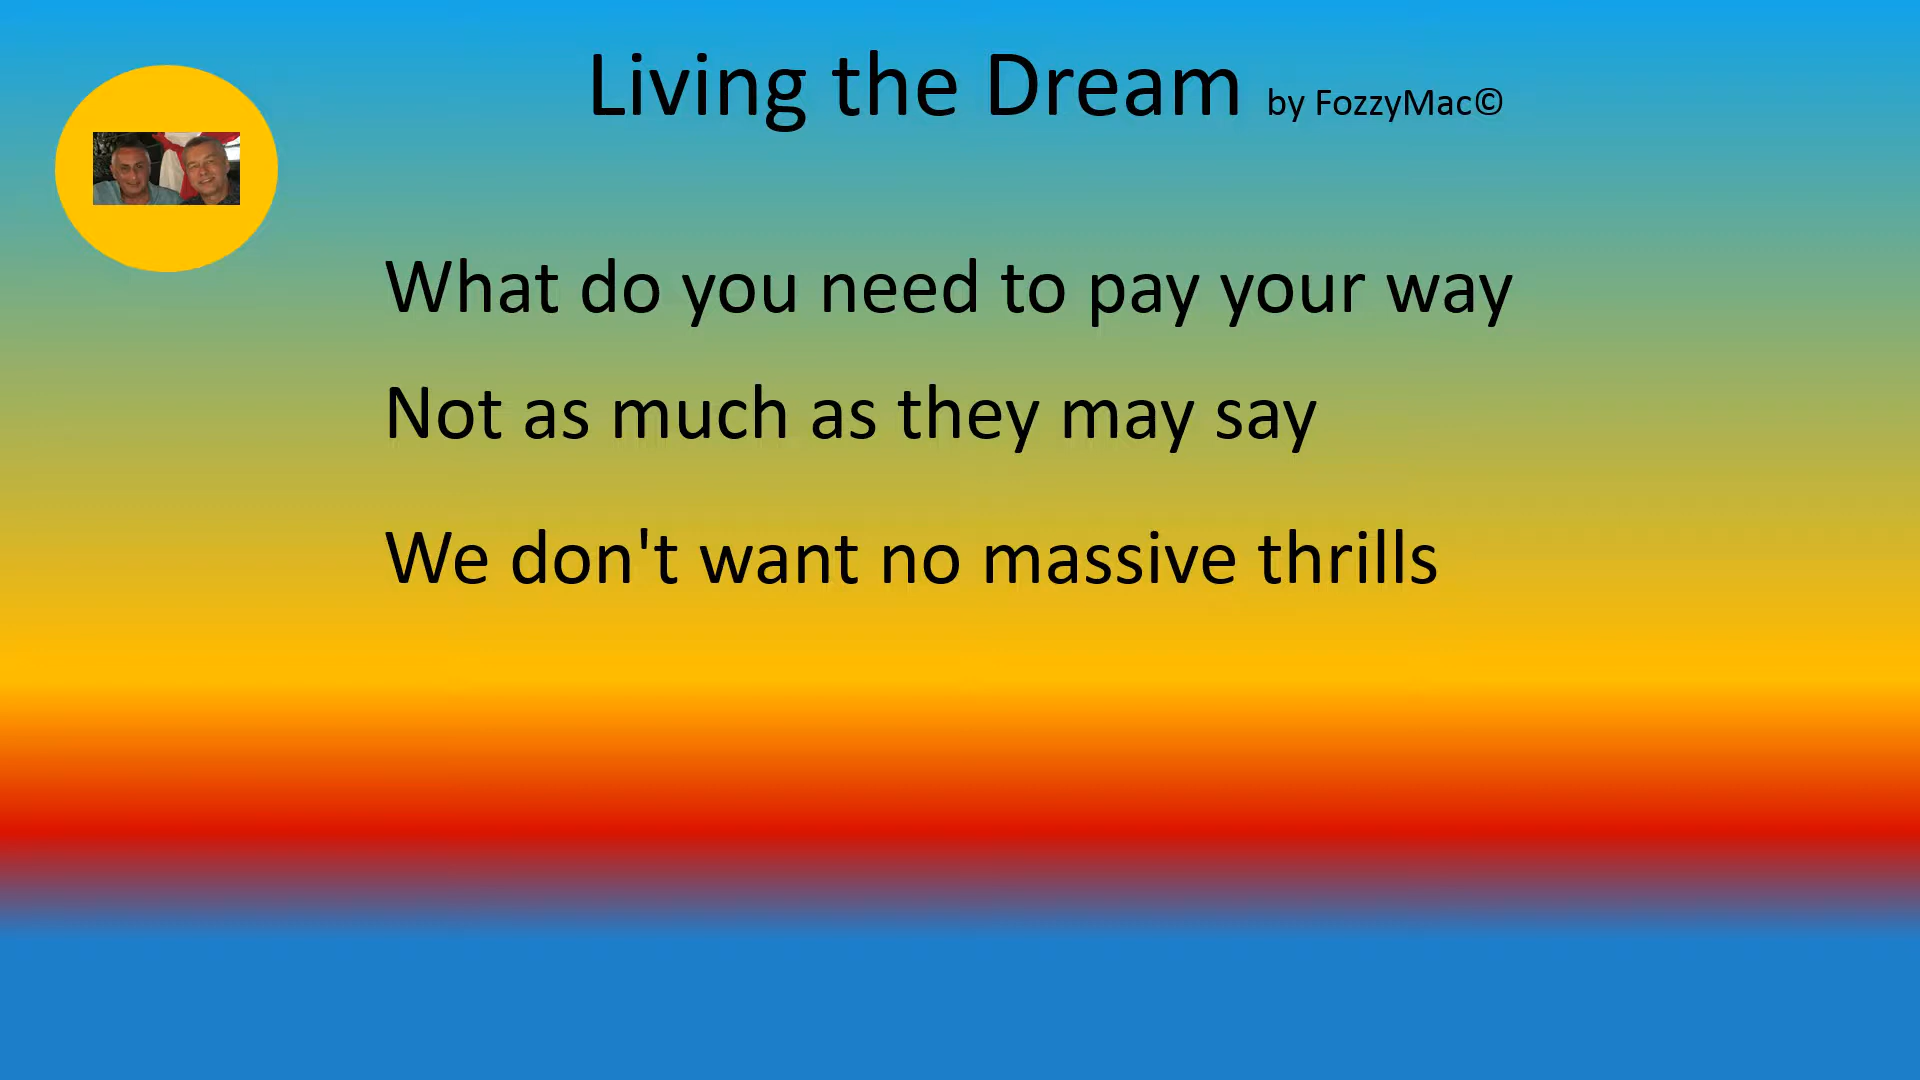 Living the Dream by FozzyMac©
What do you need to pay your way
Not as much as they may say
We don't want no massive thrills